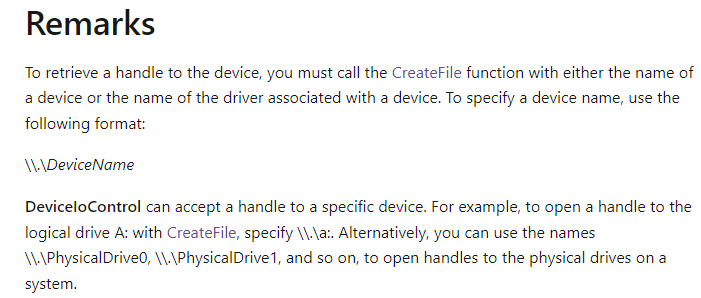 Remarks
To retrieve a handle to the device, you must call the CreateFile function with either the name of
a device or the name of the driver associated with a device. To specify a device name, use the
following format:
\\.\DeviceName
DeviceIoControl can accept a handle to a specific device. For example, to open a handle to the
logical drive A: with CreateFile, specify \\.\a:. Alternatively, you can use the names
\\.\PhysicalDrive0, \\.\PhysicalDrive1, and so on, to open handles to the physical drives on a
system.